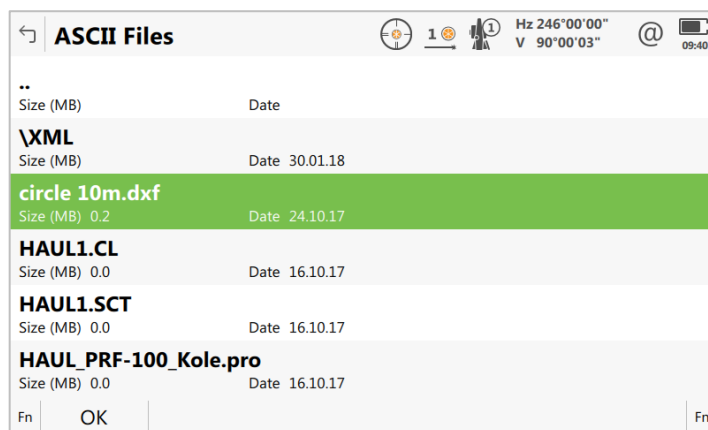 ASCII Files
1
1
Hz 246°00'00"
V 90°00'03"
@
09:40
..
Size (MB) Date
\XML
Size (MB) Date 30.01.18
circle 10m.dxf
Size (MB) 0.2 Date 24.10.17
HAUL1.CL
Size (MB) 0.0 Date 16.10.17
HAUL1.SCT
Size (MB) 0.0 Date 16.10.17
HAUL_PRF-100_Kole.pro
Size (MB) 0.0 Date 16.10.17
Fn OK Fn